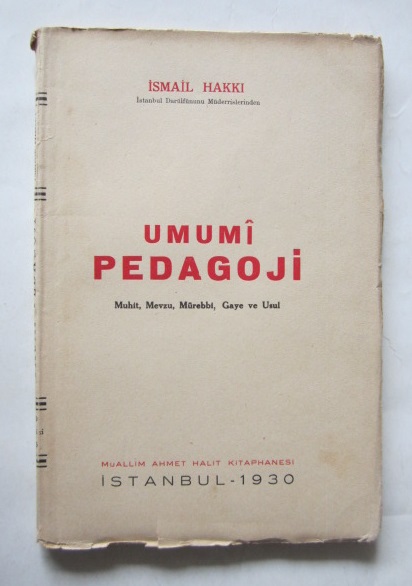 İSMAİL HAKKI
İstanbul Darülfünunu Müderrislerinden
UMUMÎ
PEDAGOJİ
Muhit, Mevzu, Mürebbi, Gaye ve Usul
MUALLİM AHMET HALİT KİTAPHANESİ
İSTANBUL-1930